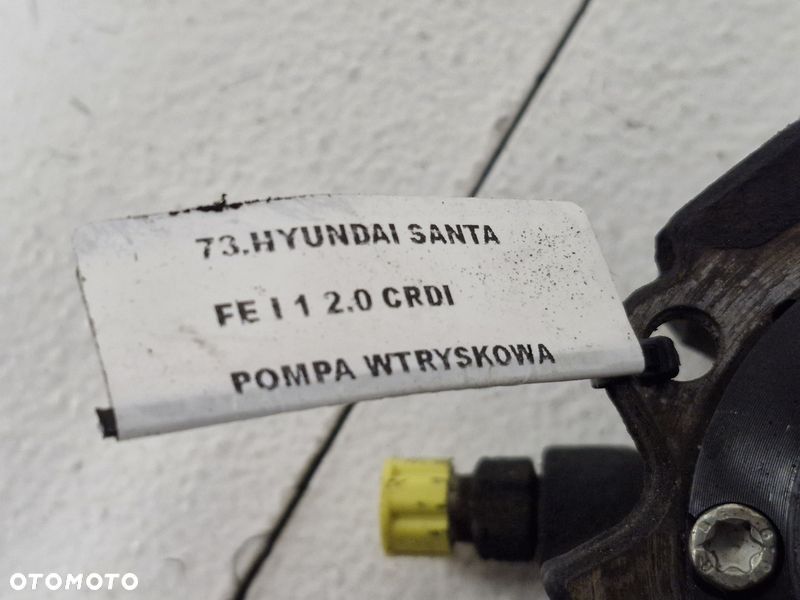 73.HYUNDAI SANTA
FE I 1 2.0 CRDI
POMPA WTRYSKOWA
OTOMOTO